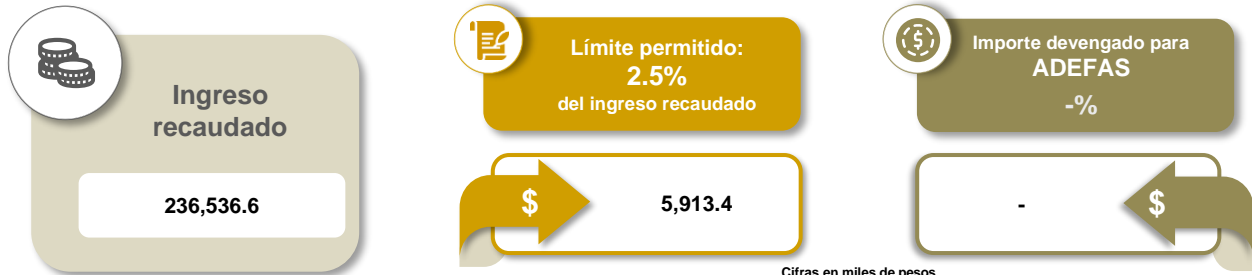 Ingreso
recaudado
236,536.6
Límite permitido:
2.5%
del ingreso recaudado
$
5,913.4
Importe devengado para
ADEFAS
-%
-
$
Cifras en miles de pesos